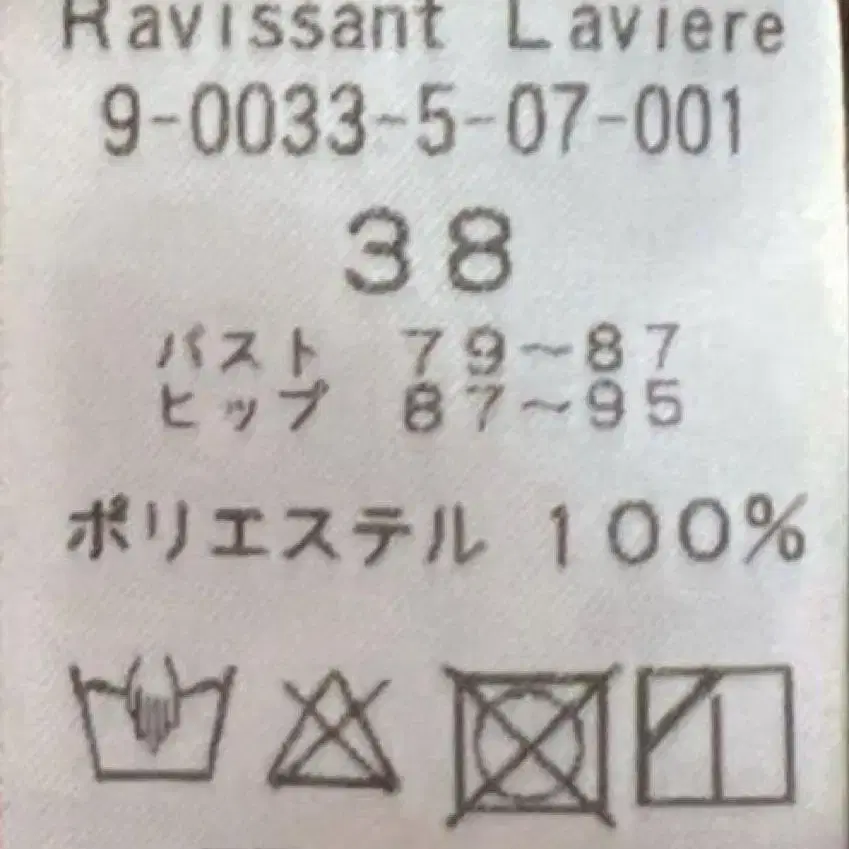 Ravissant Laviere
9-0033-5-07-001
38
バスト 79〜87
ヒップ 87〜95
ポリエステル 100%